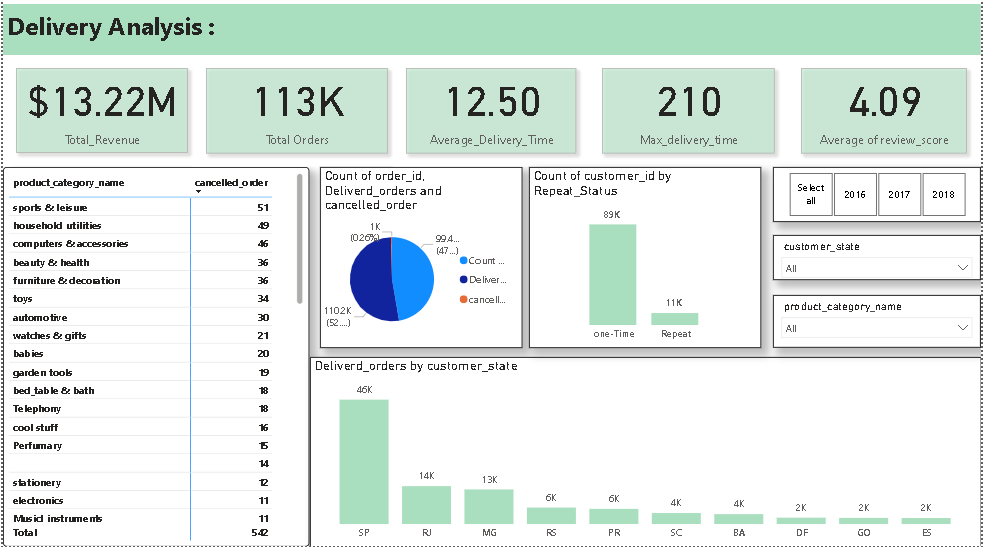 Delivery Analysis :
$13.22M
Total_Revenue
113K
Total Orders
12.50
Average_Delivery_Time
210
Max_delivery_time
4.09
Average of review_score
product_category_name cancelled_order
sports & leisure 51
household utilities 49
computers & accessories 46
beauty & health 36
furniture & decoration 36
toys 34
automotive 30
watches & gifts 21
babies 20
garden tools 19
bed_table & bath 18
Telephony 18
cool stuff 16
Perfumary 15
14
stationery 12
electronics 11
Musicl instruments 11
Total 542
Count of order_id,
Deliverd_orders and
cancelled_order
1K
(0.26%)
99.4...
(47...)
110.2K
(52....)
Count ...
Deliver...
cancell...
Count of customer_id by
Repeat_Status
89K
11K
one-Time Repeat
Select
all
2016 2017 2018
customer_state
All
product_category_name
All
Deliverd_orders by customer_state
46K 14K 13K 6K 6K 4K 4K 2K 2K 2K
SP RJ MG RS PR SC BA DF GO ES